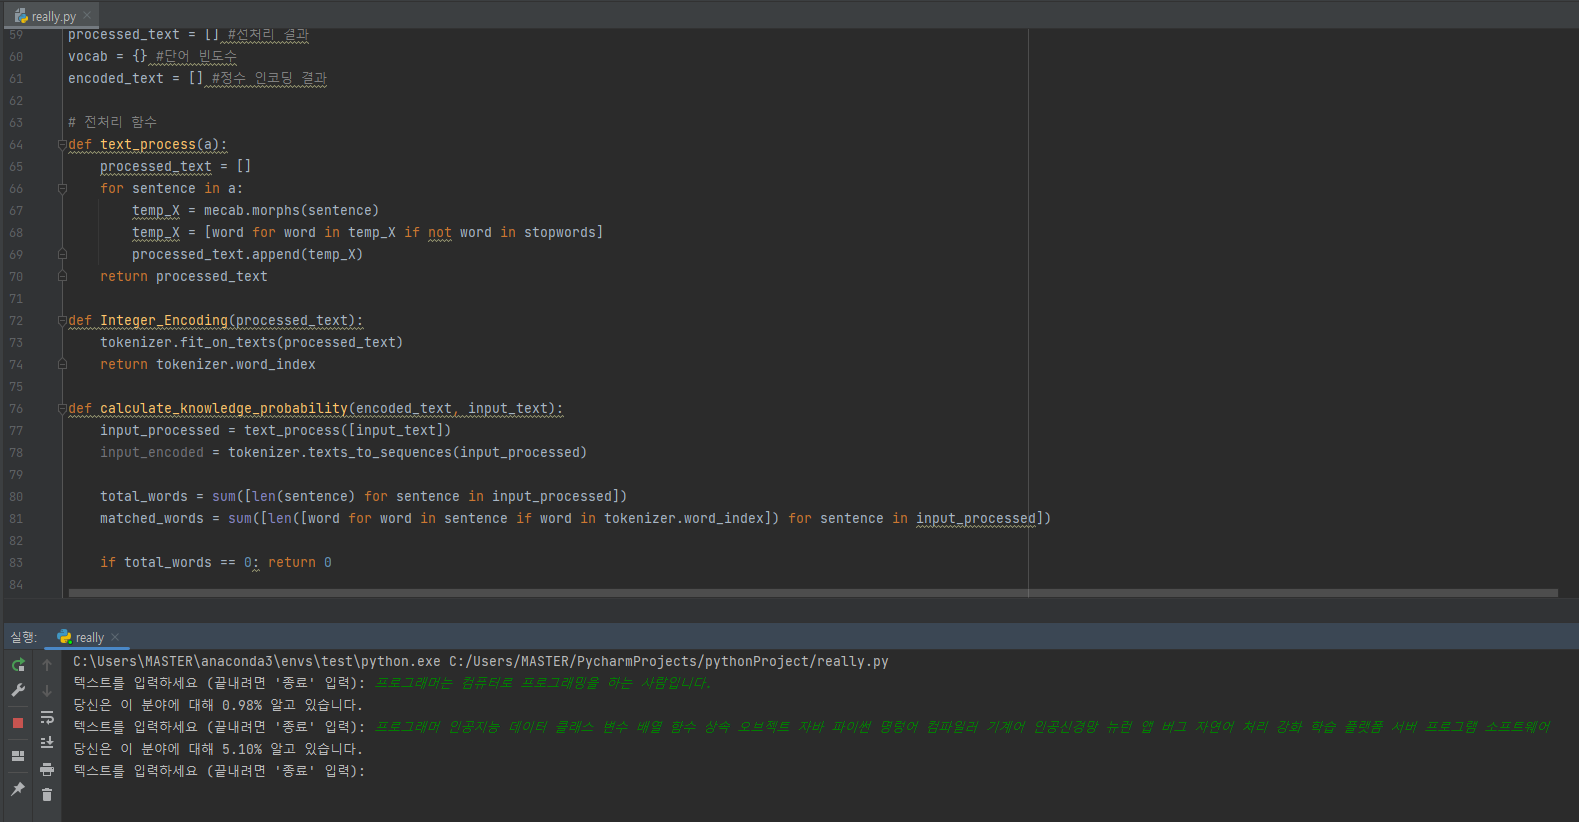 really.py
59 processed_text = [] #전처리 결과
60 vocab = {} #단어 빈도수
61 encoded_text = [] #정수 인코딩 결과
62
63 # 전처리 함수
64 def text_process(a):
65     processed_text = []
66     for sentence in a:
67         temp_X = mecab.morphs(sentence)
68         temp_X = [word for word in temp_X if not word in stopwords]
69         processed_text.append(temp_X)
70     return processed_text
71
72 def Integer_Encoding(processed_text):
73     tokenizer.fit_on_texts(processed_text)
74     return tokenizer.word_index
75
76 def calculate_knowledge_probability(encoded_text, input_text):
77     input_processed = text_process([input_text])
78     input_encoded = tokenizer.texts_to_sequences(input_processed)
79
80     total_words = sum([len(sentence) for sentence in input_processed])
81     matched_words = sum([len([word for word in sentence if word in tokenizer.word_index]) for sentence in input_processed])
82
83     if total_words == 0: return 0
84
실행: really
C:\Users\MASTER\anaconda3\envs\test\python.exe C:/Users/MASTER/PycharmProjects/pythonProject/really.py
텍스트를 입력하세요 (끝내려면 '종료' 입력): 프로그래머는 컴퓨터로 프로그래밍을 하는 사람입니다.
당신은 이 분야에 대해 0.98% 알고 있습니다.
텍스트를 입력하세요 (끝내려면 '종료' 입력): 프로그래머 인공지능 데이터 클래스 변수 배열 함수 상속 오브젝트 자바 파이썬 명령어 컴파일러 기계어 인공신경망 뉴런 앱 버그 자연어 처리 강화 학습 플랫폼 서버 프로그램 소프트웨어
당신은 이 분야에 대해 5.10% 알고 있습니다.
텍스트를 입력하세요 (끝내려면 '종료' 입력):